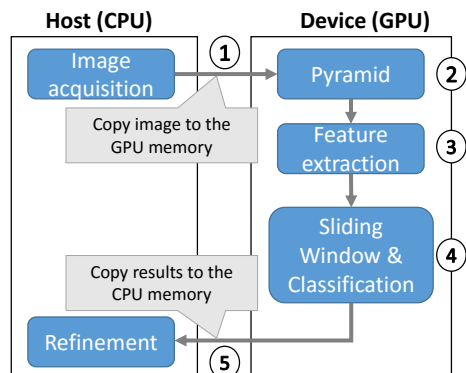 Host (CPU)
Device (GPU)
1
Image
acquisition
Pyramid
2
Copy image to the
GPU memory
Feature
extraction
3
Sliding
Window &
Classification
4
Copy results to the
CPU memory
Refinement
5